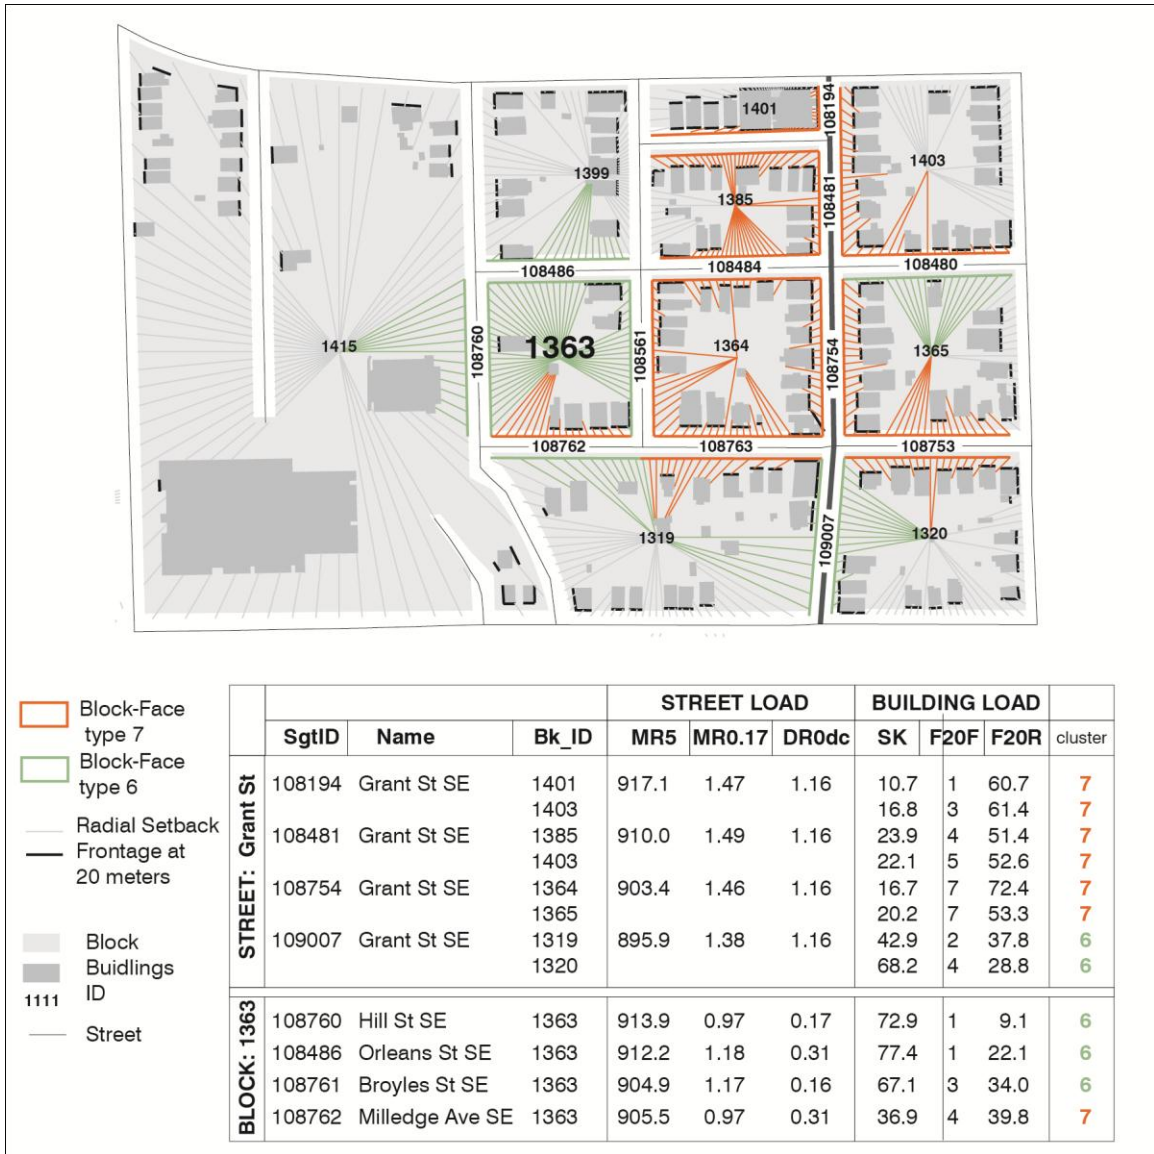 1401
108194
1403
1399
1385
108481
108486
108484
108480
1415
108760
1363
108561
1364
108754
1365
108762
108763
108753
1319
109007
1320
Block-Face
type 7
Block-Face
type 6
Radial Setback
Frontage at
20 meters
Block
Buidlings
1111 ID
Street
STREET LOAD BUILDING LOAD
SgtID Name Bk_ID MR5 MR0.17 DR0dc SK F20F F20R cluster
STREET: Grant St
108194 Grant St SE 1401 917.1 1.47 1.16 10.7 1 60.7 7
1403 16.8 3 61.4 7
108481 Grant St SE 1385 910.0 1.49 1.16 23.9 4 51.4 7
1403 22.1 5 52.6 7
108754 Grant St SE 1364 903.4 1.46 1.16 16.7 7 72.4 7
1365 20.2 7 53.3 7
109007 Grant St SE 1319 895.9 1.38 1.16 42.9 2 37.8 6
1320 68.2 4 28.8 6
BLOCK: 1363
108760 Hill St SE 1363 913.9 0.97 0.17 72.9 1 9.1 6
108486 Orleans St SE 1363 912.2 1.18 0.31 77.4 1 22.1 6
108761 Broyles St SE 1363 904.9 1.17 0.16 67.1 3 34.0 6
108762 Milledge Ave SE 1363 905.5 0.97 0.31 36.9 4 39.8 7